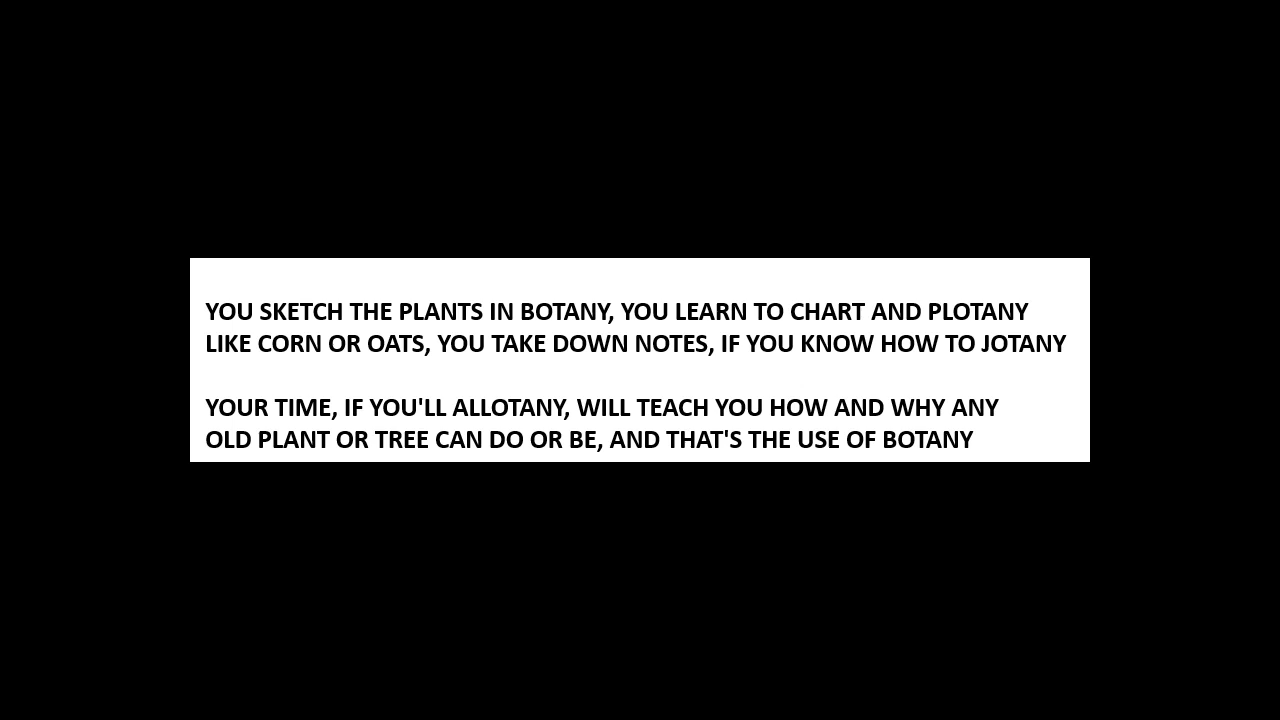 YOU SKETCH THE PLANTS IN BOTANY, YOU LEARN TO CHART AND PLOTANY
LIKE CORN OR OATS, YOU TAKE DOWN NOTES, IF YOU KNOW HOW TO JOTANY
YOUR TIME, IF YOU'LL ALLOTANY, WILL TEACH YOU HOW AND WHY ANY
OLD PLANT OR TREE CAN DO OR BE, AND THAT'S THE USE OF BOTANY